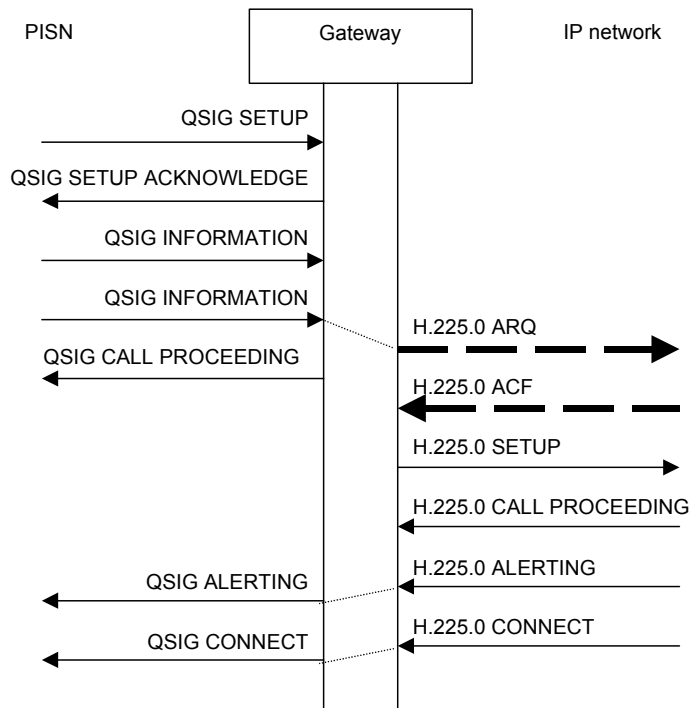 PISN
Gateway
IP network
QSIG SETUP
QSIG SETUP ACKNOWLEDGE
QSIG INFORMATION
QSIG INFORMATION
H.225.0 ARQ
QSIG CALL PROCEEDING
H.225.0 ACF
H.225.0 SETUP
H.225.0 CALL PROCEEDING
H.225.0 ALERTING
QSIG ALERTING
H.225.0 CONNECT
QSIG CONNECT